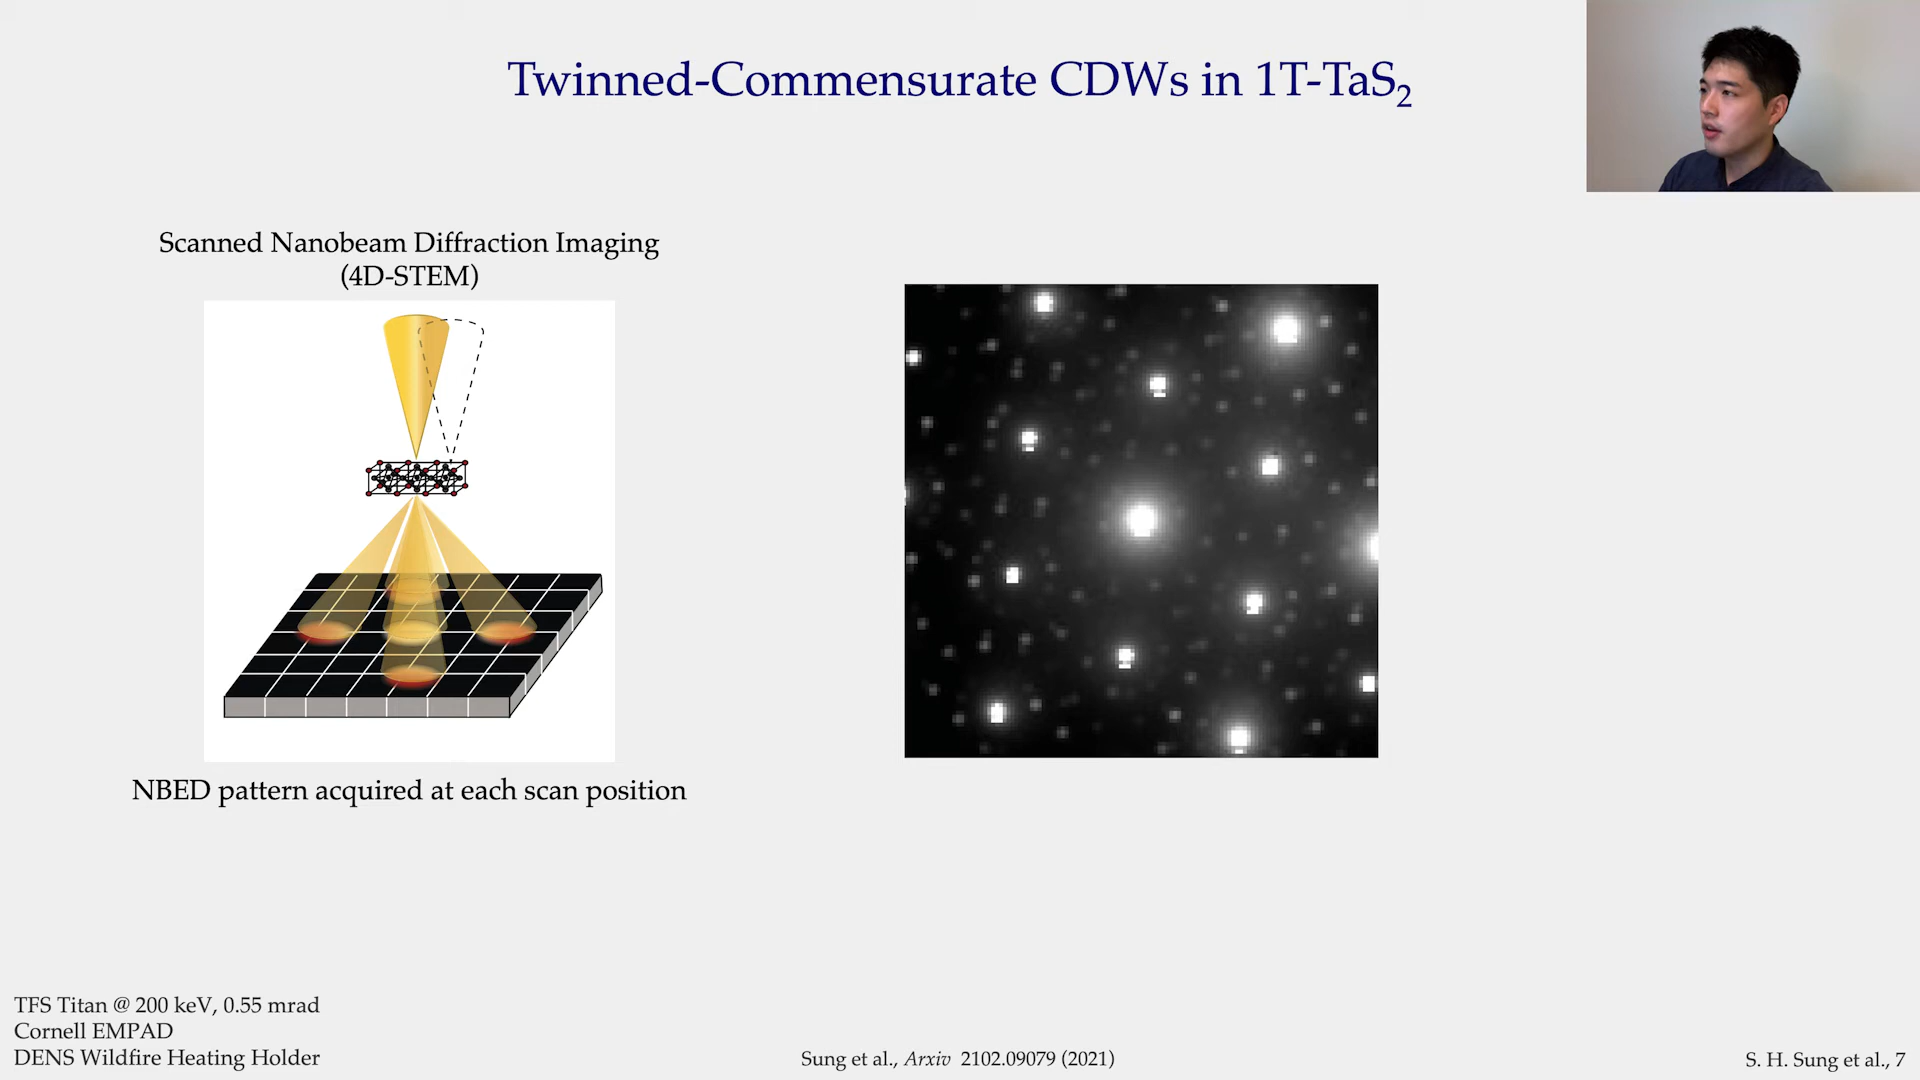 Twinned-Commensurate CDWs in 1T-TaS₂
Scanned Nanobeam Diffraction Imaging
(4D-STEM)
NBED pattern acquired at each scan position
TFS Titan @ 200 keV, 0.55 mrad
Cornell EMPAD
DENS Wildfire Heating Holder
Sung et al., Arxiv 2102.09079 (2021)
S. H. Sung et al., 7